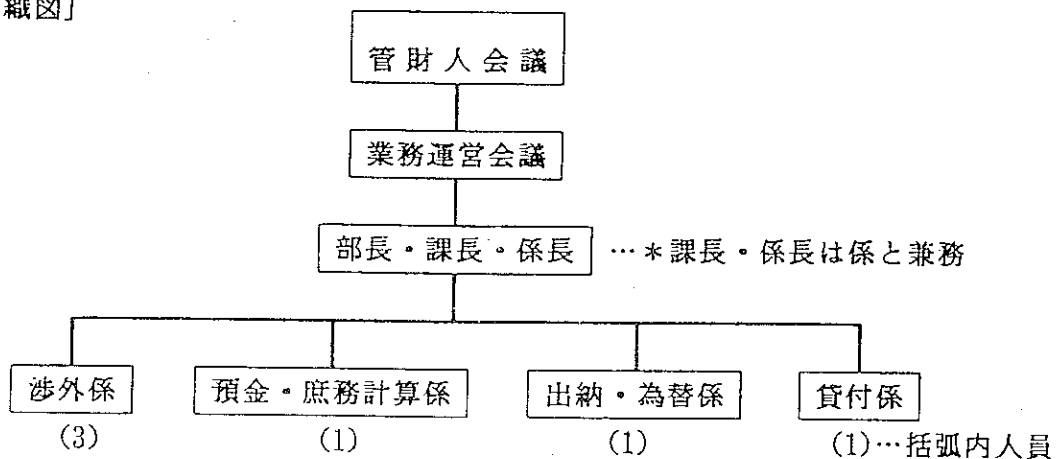 織図］
管財人会議
業務運営会議
部長・課長・係長 …＊課長・係長は係と兼務
渉外係 預金・庶務計算係 出納・為替係 貸付係
(3) (1) (1) (1)…括弧内人員